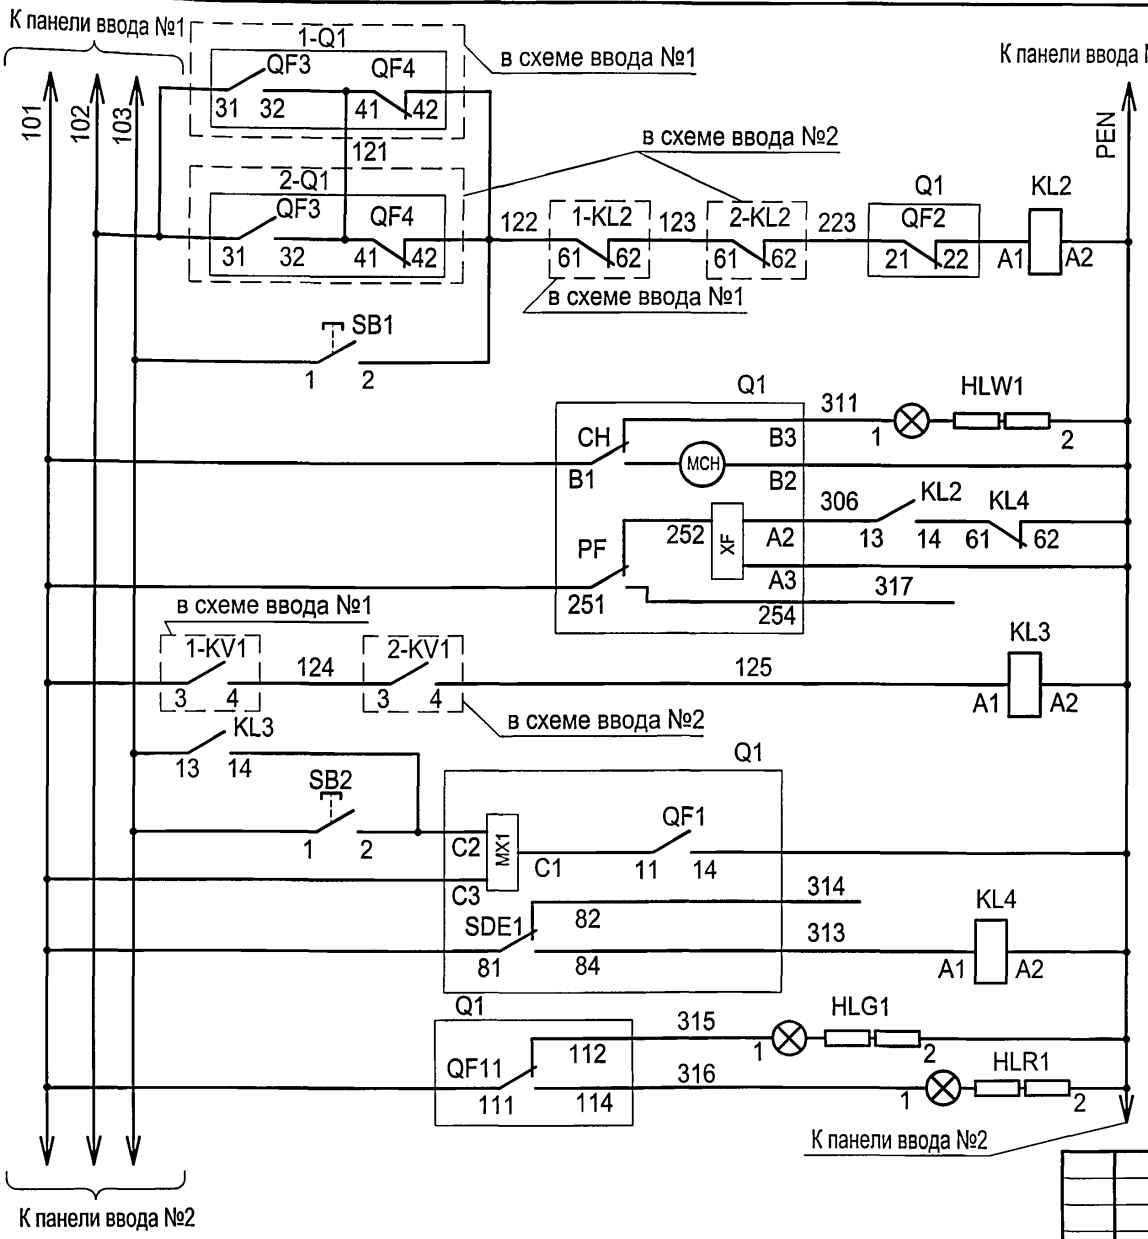 К панели ввода №1
1-Q1
в схеме ввода №1
К панели ввода №
101
102
103
PEN
QF3
QF4
31 32 41 42
121
в схеме ввода №2
2-Q1
QF3
QF4
31 32 41 42
122
1-KL2
61 62
123
2-KL2
61 62
223
Q1
QF2
21 22
KL2
A1 A2
в схеме ввода №1
SB1
1 2
Q1
311
HLW1
1 2
CH
B3
B1
МСН
B2
306
KL2
KL4
252
XF
A2
13 14 61 62
PF
A3
317
251
254
в схеме ввода №1
1-KV1
3 4
124
2-KV1
3 4
125
KL3
A1 A2
в схеме ввода №2
KL3
13 14
Q1
SB2
1 2
C2
MX1
C1
QF1
11 14
C3
314
SDE1
82
313
KL4
81 84
A1 A2
Q1
315
HLG1
112
1 2
QF11
316
HLR1
111 114
1 2
К панели ввода №2
К панели ввода №2